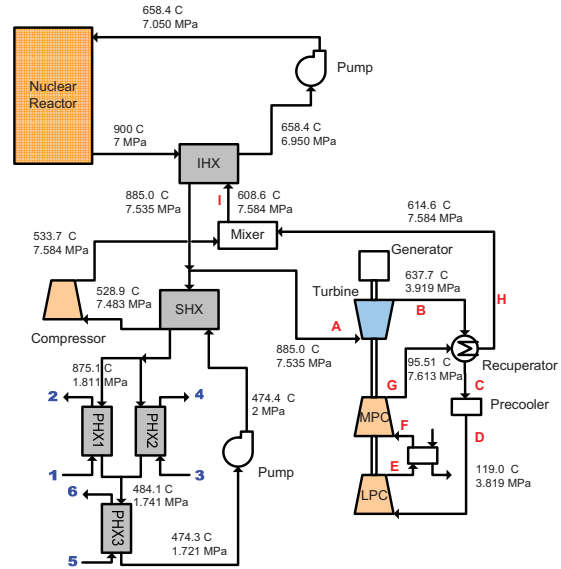 658.4 C
7.050 MPa
Nuclear
Reactor
Pump
900 C
7 MPa
658.4 C
6.950 MPa
IHX
885.0 C
7.535 MPa
I
608.6 C
7.584 MPa
614.6 C
7.584 MPa
533.7 C
7.584 MPa
Mixer
Generator
637.7 C
3.919 MPa
Turbine
H
528.9 C
7.483 MPa
SHX
B
Compressor
A
885.0 C
7.535 MPa
Recuperator
95.51 C
7.613 MPa
875.1 C
1.811 MPa
G
C
Precooler
474.4 C
2 MPa
2
4
PHX1
PHX2
MPC
F
D
Pump
1
3
E
119.0 C
3.819 MPa
LPC
6
484.1 C
1.741 MPa
PHX3
474.3 C
1.721 MPa
5